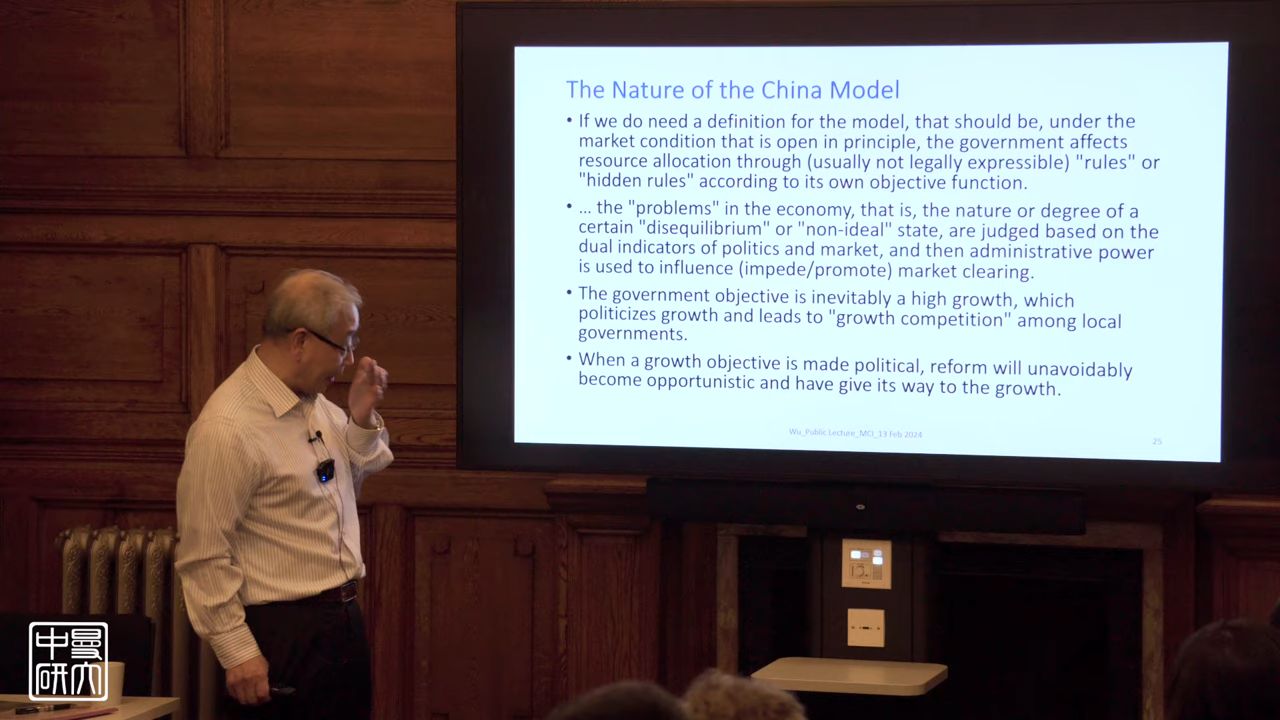 The Nature of the China Model
• If we do need a definition for the model, that should be, under the
market condition that is open in principle, the government affects
resource allocation through (usually not legally expressible) "rules" or
"hidden rules" according to its own objective function.
• … the "problems" in the economy, that is, the nature or degree of a
certain "disequilibrium" or "non-ideal" state, are judged based on the
dual indicators of politics and market, and then administrative power
is used to influence (impede/promote) market clearing.
• The government objective is inevitably a high growth, which
politicizes growth and leads to "growth competition" among local
governments.
• When a growth objective is made political, reform will unavoidably
become opportunistic and have give its way to the growth.
Wu_Public Lecture_MCI_13 Feb 2024
25
中曼
研大